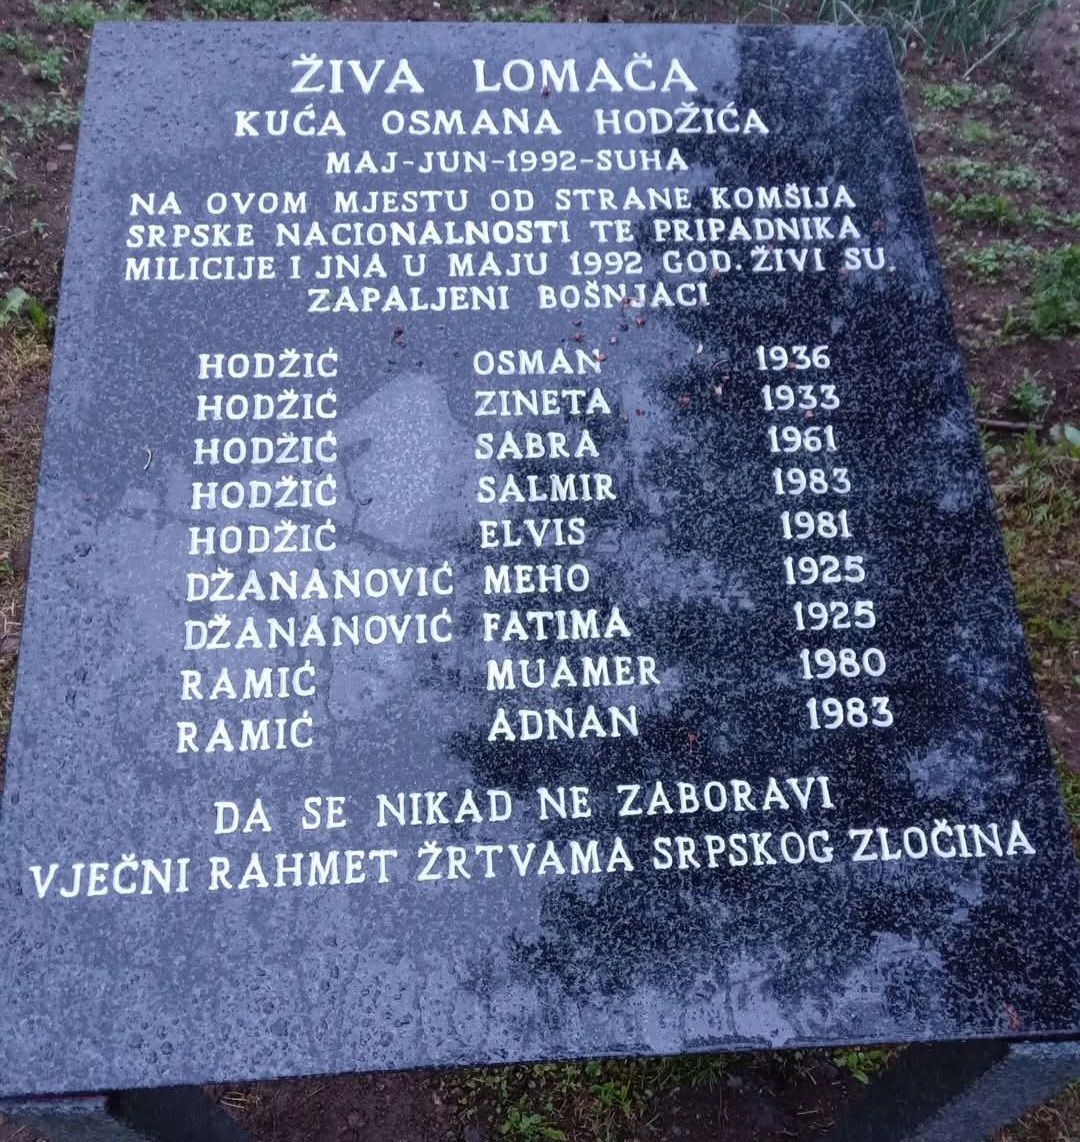 ŽIVA LOMAČA
KUĆA OSMANA HODŽIĆA
MAJ-JUN-1992-SUHA
NA OVOM MJESTU OD STRANE KOMŠIJA
SRPSKE NACIONALNOSTI TE PRIPADNIKA
MILICIJE I JNA U MAJU 1992 GOD. ŽIVI SU.
ZAPALJENI BOŠNJACI
HODŽIĆ OSMAN 1936
HODŽIĆ ZINETA 1933
HODŽIĆ SABRA 1961
HODŽIĆ SALMIR 1983
HODŽIĆ ELVIS 1981
DŽANANOVIĆ MEHO 1925
DŽANANOVIĆ FATIMA 1925
RAMIĆ MUAMER 1980
RAMIĆ ADNAN 1983
DA SE NIKAD NE ZABORAVI
VJEČNI RAHMET ŽRTVAMA SRPSKOG ZLOČINA